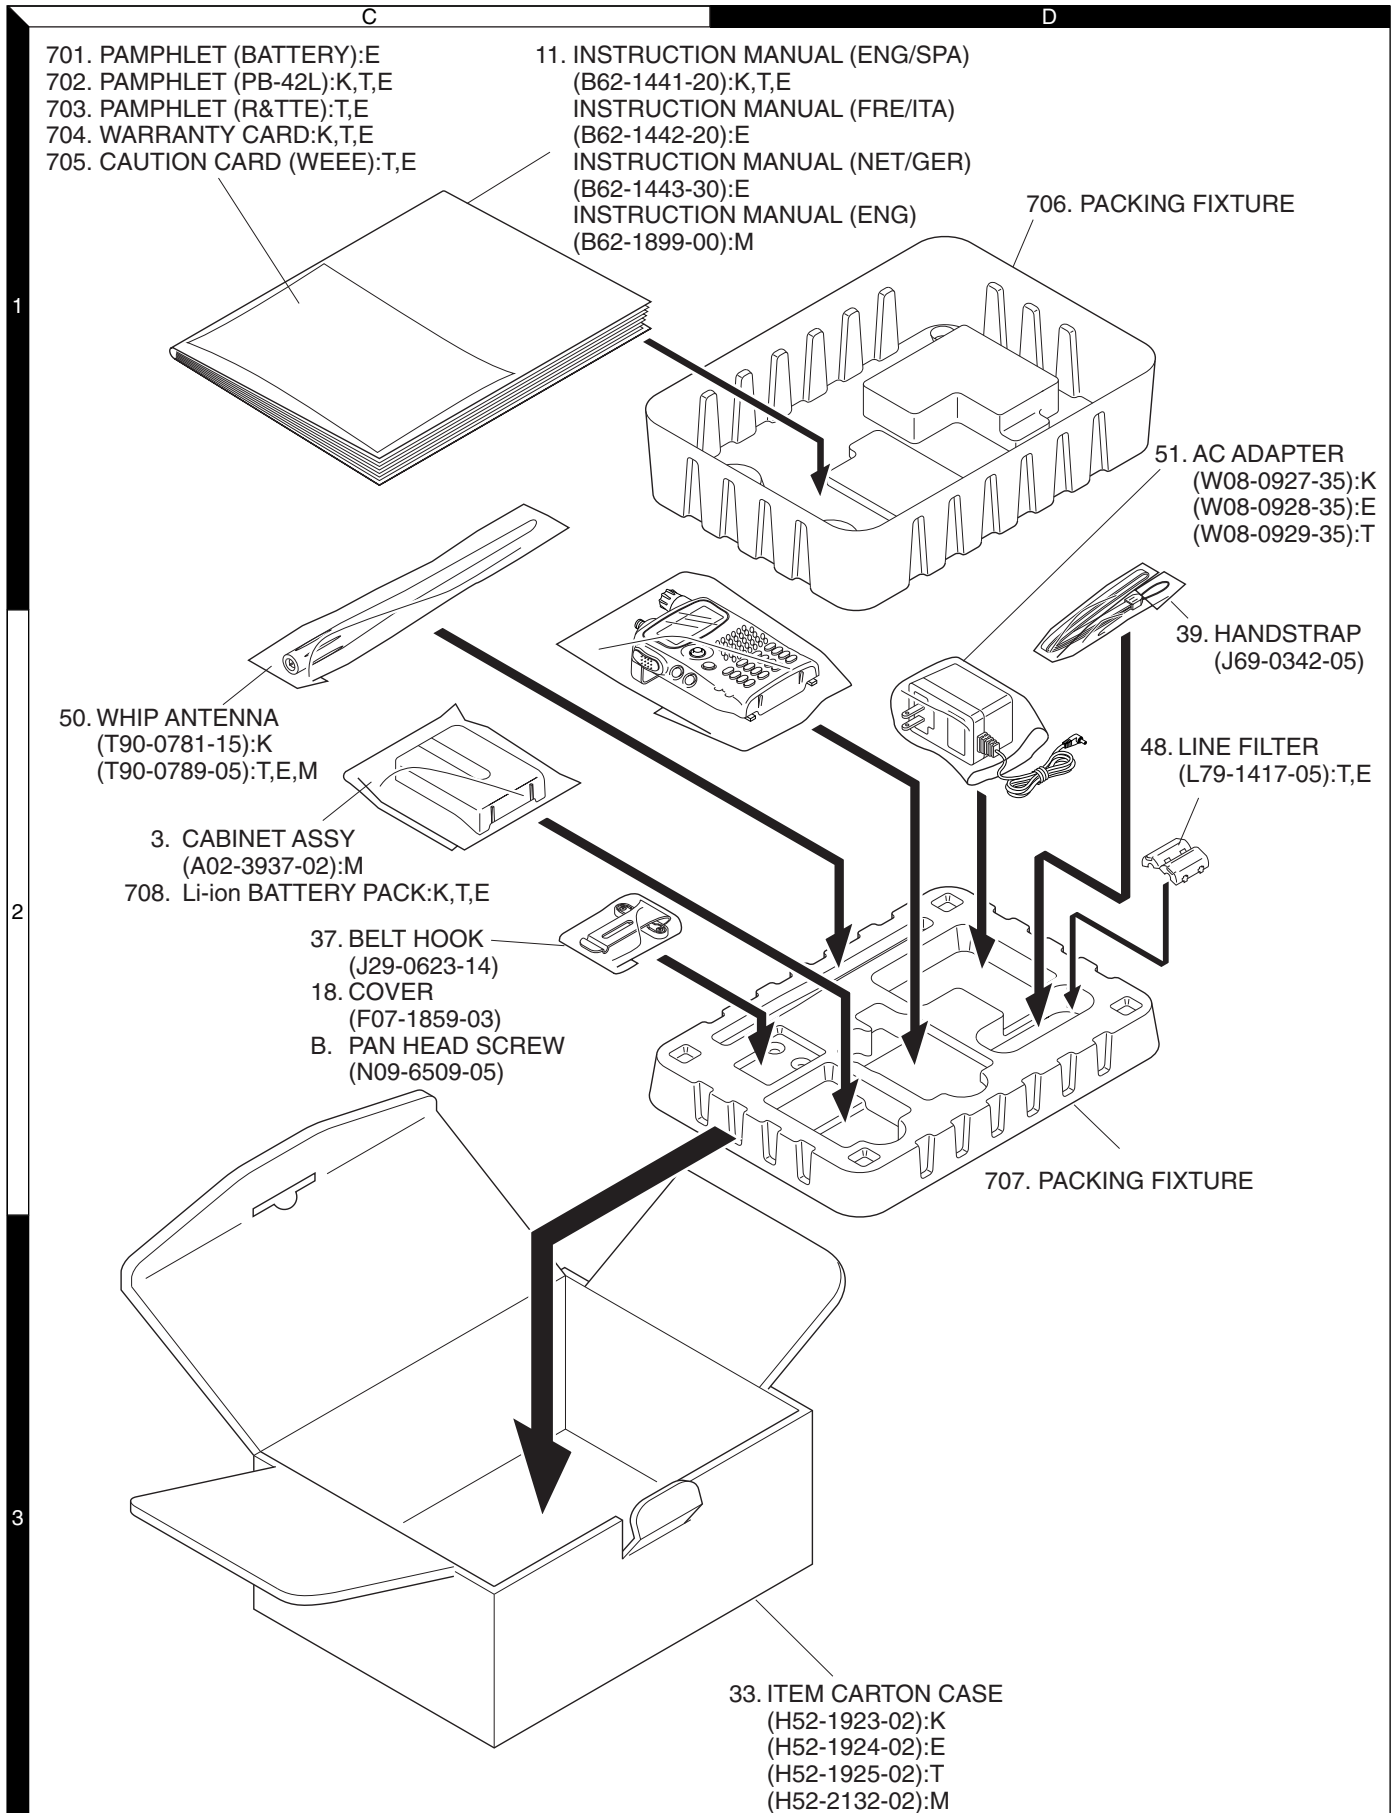 C
D
701. PAMPHLET (BATTERY):E
702. PAMPHLET (PB-42L):K,T,E
703. PAMPHLET (R&TTE):T,E
704. WARRANTY CARD:K,T,E
705. CAUTION CARD (WEEE):T,E
11. INSTRUCTION MANUAL (ENG/SPA)
(B62-1441-20):K,T,E
INSTRUCTION MANUAL (FRE/ITA)
(B62-1442-20):E
INSTRUCTION MANUAL (NET/GER)
(B62-1443-30):E
INSTRUCTION MANUAL (ENG)
(B62-1899-00):M
706. PACKING FIXTURE
1
51. AC ADAPTER
(W08-0927-35):K
(W08-0928-35):E
(W08-0929-35):T
39. HANDSTRAP
(J69-0342-05)
50. WHIP ANTENNA
(T90-0781-15):K
(T90-0789-05):T,E,M
48. LINE FILTER
(L79-1417-05):T,E
3. CABINET ASSY
(A02-3937-02):M
708. Li-ion BATTERY PACK:K,T,E
2
37. BELT HOOK
(J29-0623-14)
18. COVER
(F07-1859-03)
B. PAN HEAD SCREW
(N09-6509-05)
707. PACKING FIXTURE
3
33. ITEM CARTON CASE
(H52-1923-02):K
(H52-1924-02):E
(H52-1925-02):T
(H52-2132-02):M